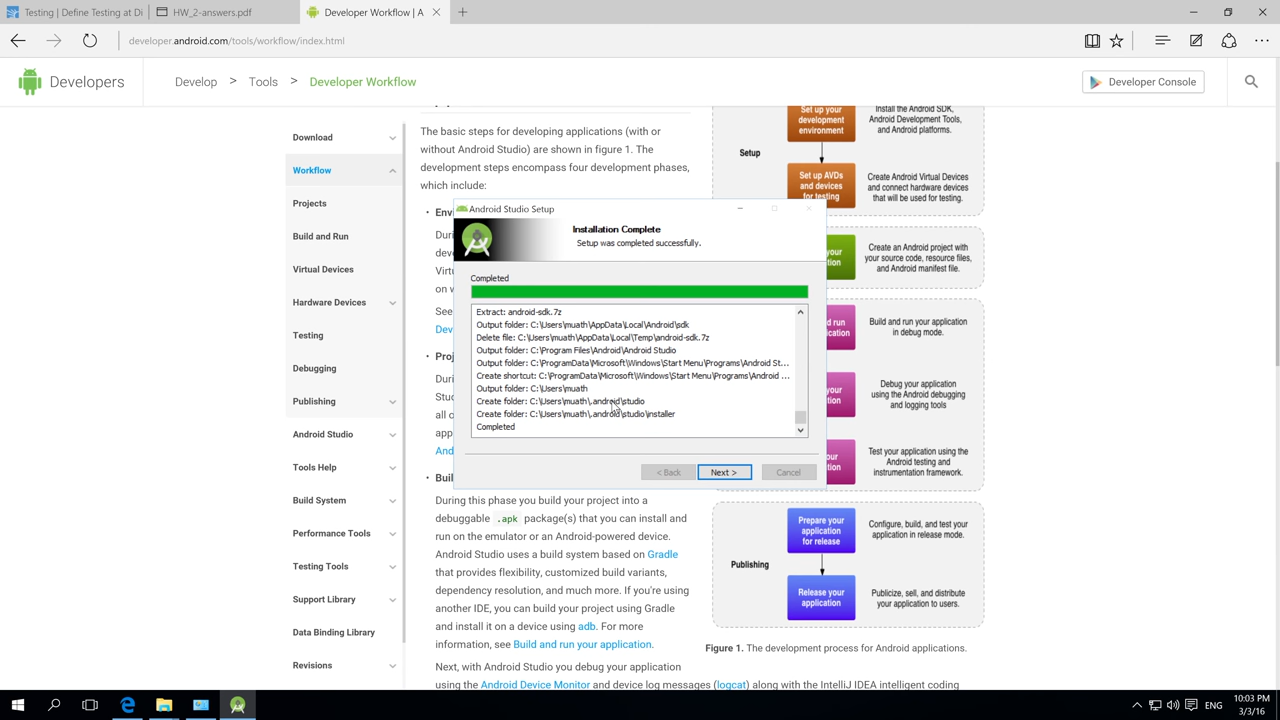 Testing | Define Testing at Di
HW_2-answers.pdf
Developer Workflow | A
developer.android.com/tools/workflow/index.html
Developers
Develop > Tools > Developer Workflow
Developer Console
Download
Workflow
Projects
Build and Run
Virtual Devices
Hardware Devices
Testing
Debugging
Publishing
Android Studio
Tools Help
Build System
Performance Tools
Testing Tools
Support Library
Data Binding Library
Revisions
The basic steps for developing applications (with or
without Android Studio) are shown in figure 1. The
development steps encompass four development phases,
which include:
Android Studio Setup
Installation Complete
Setup was completed successfully.
Completed
Extract: android-sdk.7z
Output folder: C:\Users\muath\AppData\Local\Android\sdk
Delete file: C:\Users\muath\AppData\Local\Temp\android-sdk.7z
Output folder: C:\Program Files\Android\Android Studio
Output folder: C:\ProgramData\Microsoft\Windows\Start Menu\Programs\Android St...
Create shortcut: C:\ProgramData\Microsoft\Windows\Start Menu\Programs\Android ...
Output folder: C:\Users\muath
Create folder: C:\Users\muath\.android\studio
Create folder: C:\Users\muath\.android\studio\installer
Completed
< Back
Next >
Cancel
During this phase you build your project into a
debuggable .apk package(s) that you can install and
run on the emulator or an Android-powered device.
Android Studio uses a build system based on Gradle
that provides flexibility, customized build variants,
dependency resolution, and much more. If you're using
another IDE, you can build your project using Gradle
and install it on a device using adb. For more
information, see Build and run your application.
Next, with Android Studio you debug your application
using the Android Device Monitor and device log messages (logcat) along with the IntelliJ IDEA intelligent coding
Setup
Set up your
development
environment
Install the Android SDK,
Android Development Tools,
and Android platforms.
Set up AVDs
and devices
for testing
Create Android Virtual Devices
and connect hardware devices
that will be used for testing.
Create an Android project with
your source code, resource files,
and Android manifest file.
Build and run your application
in debug mode.
Debug your application
using the Android debugging
and logging tools
Test your application using the
Android testing and
instrumentation framework.
Publishing
Prepare your
application
for release
Configure, build, and test your
application in release mode.
Release your
application
Publicize, sell, and distribute
your application to users.
Figure 1. The development process for Android applications.
ENG
10:03 PM
3/3/16